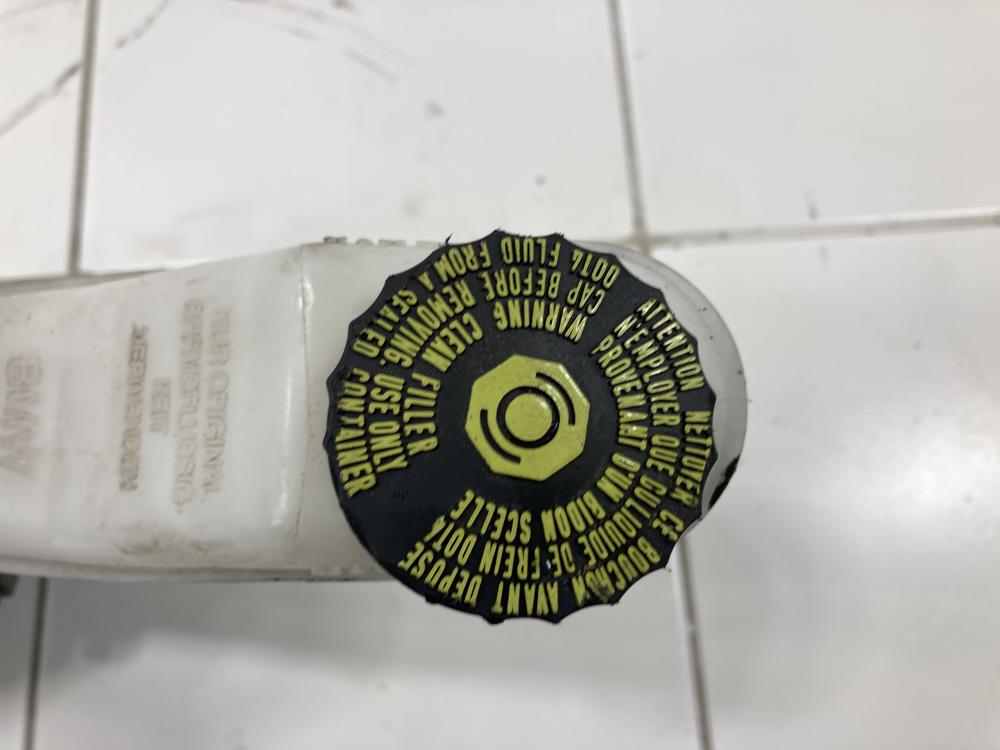 WARNING CLEAN FILLER
CAP BEFORE REMOVING. USE ONLY
DOT4 FLUID FROM A SEALED CONTAINER
ATTENTION NETTOYER CE BOUCHON AVANT DEPOSE
N'EMPLOYER QUE DU LIQUIDE DE FREIN DOT4
PROVENANT D'UN BIDON SCELLE
NUR ORIGINAL
KEIT
VERWENDEN
BMW